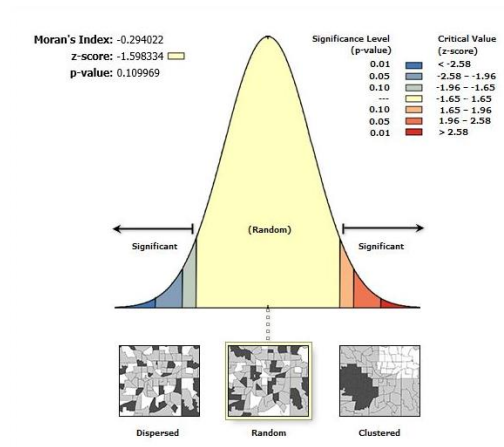 Moran's Index: -0.294022
z-score: -1.598334
p-value: 0.109969
Significance Level
(p-value)
Critical Value
(z-score)
0.01 < -2.58
0.05 -2.58 – -1.96
0.10 -1.96 – -1.65
--- -1.65 – 1.65
0.10 1.65 – 1.96
0.05 1.96 – 2.58
0.01 > 2.58
Significant
(Random)
Significant
Dispersed
Random
Clustered